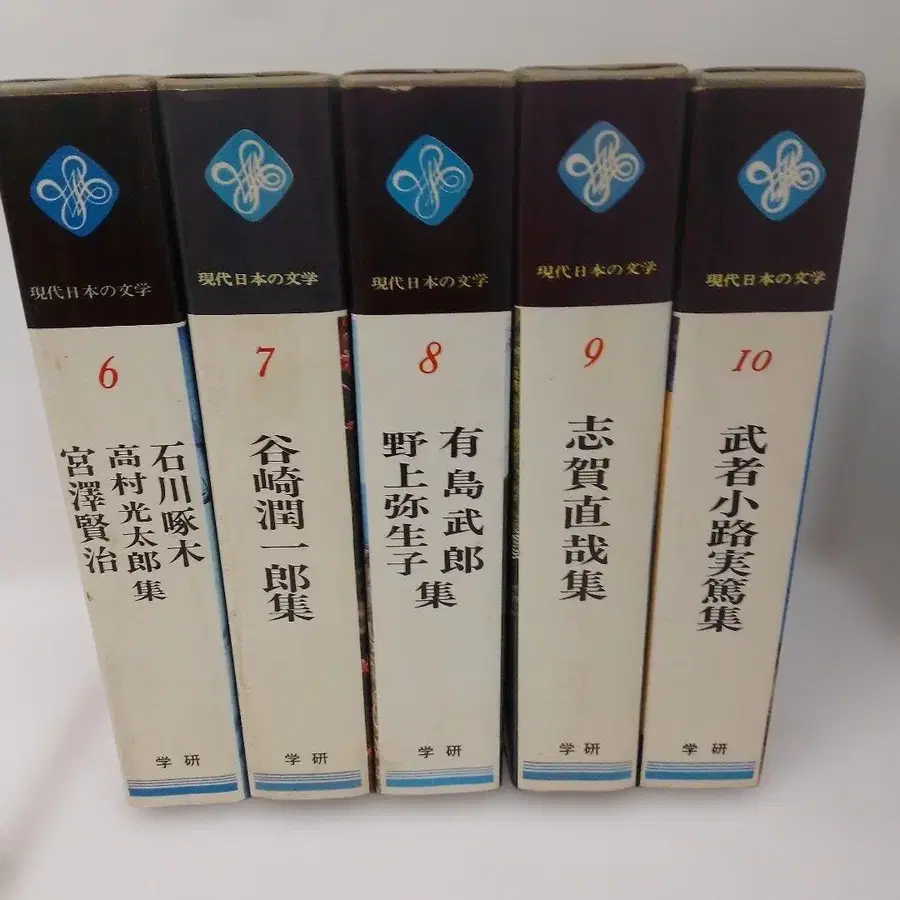 現代日本の文学
6
石川啄木
高村光太郎 集
宮澤賢治
学研
現代日本の文学
7
谷崎潤一郎集
学研
現代日本の文学
8
有島武郎
野上弥生子 集
学研
現代日本の文学
9
志賀直哉集
学研
現代日本の文学
10
武者小路実篤集
学研